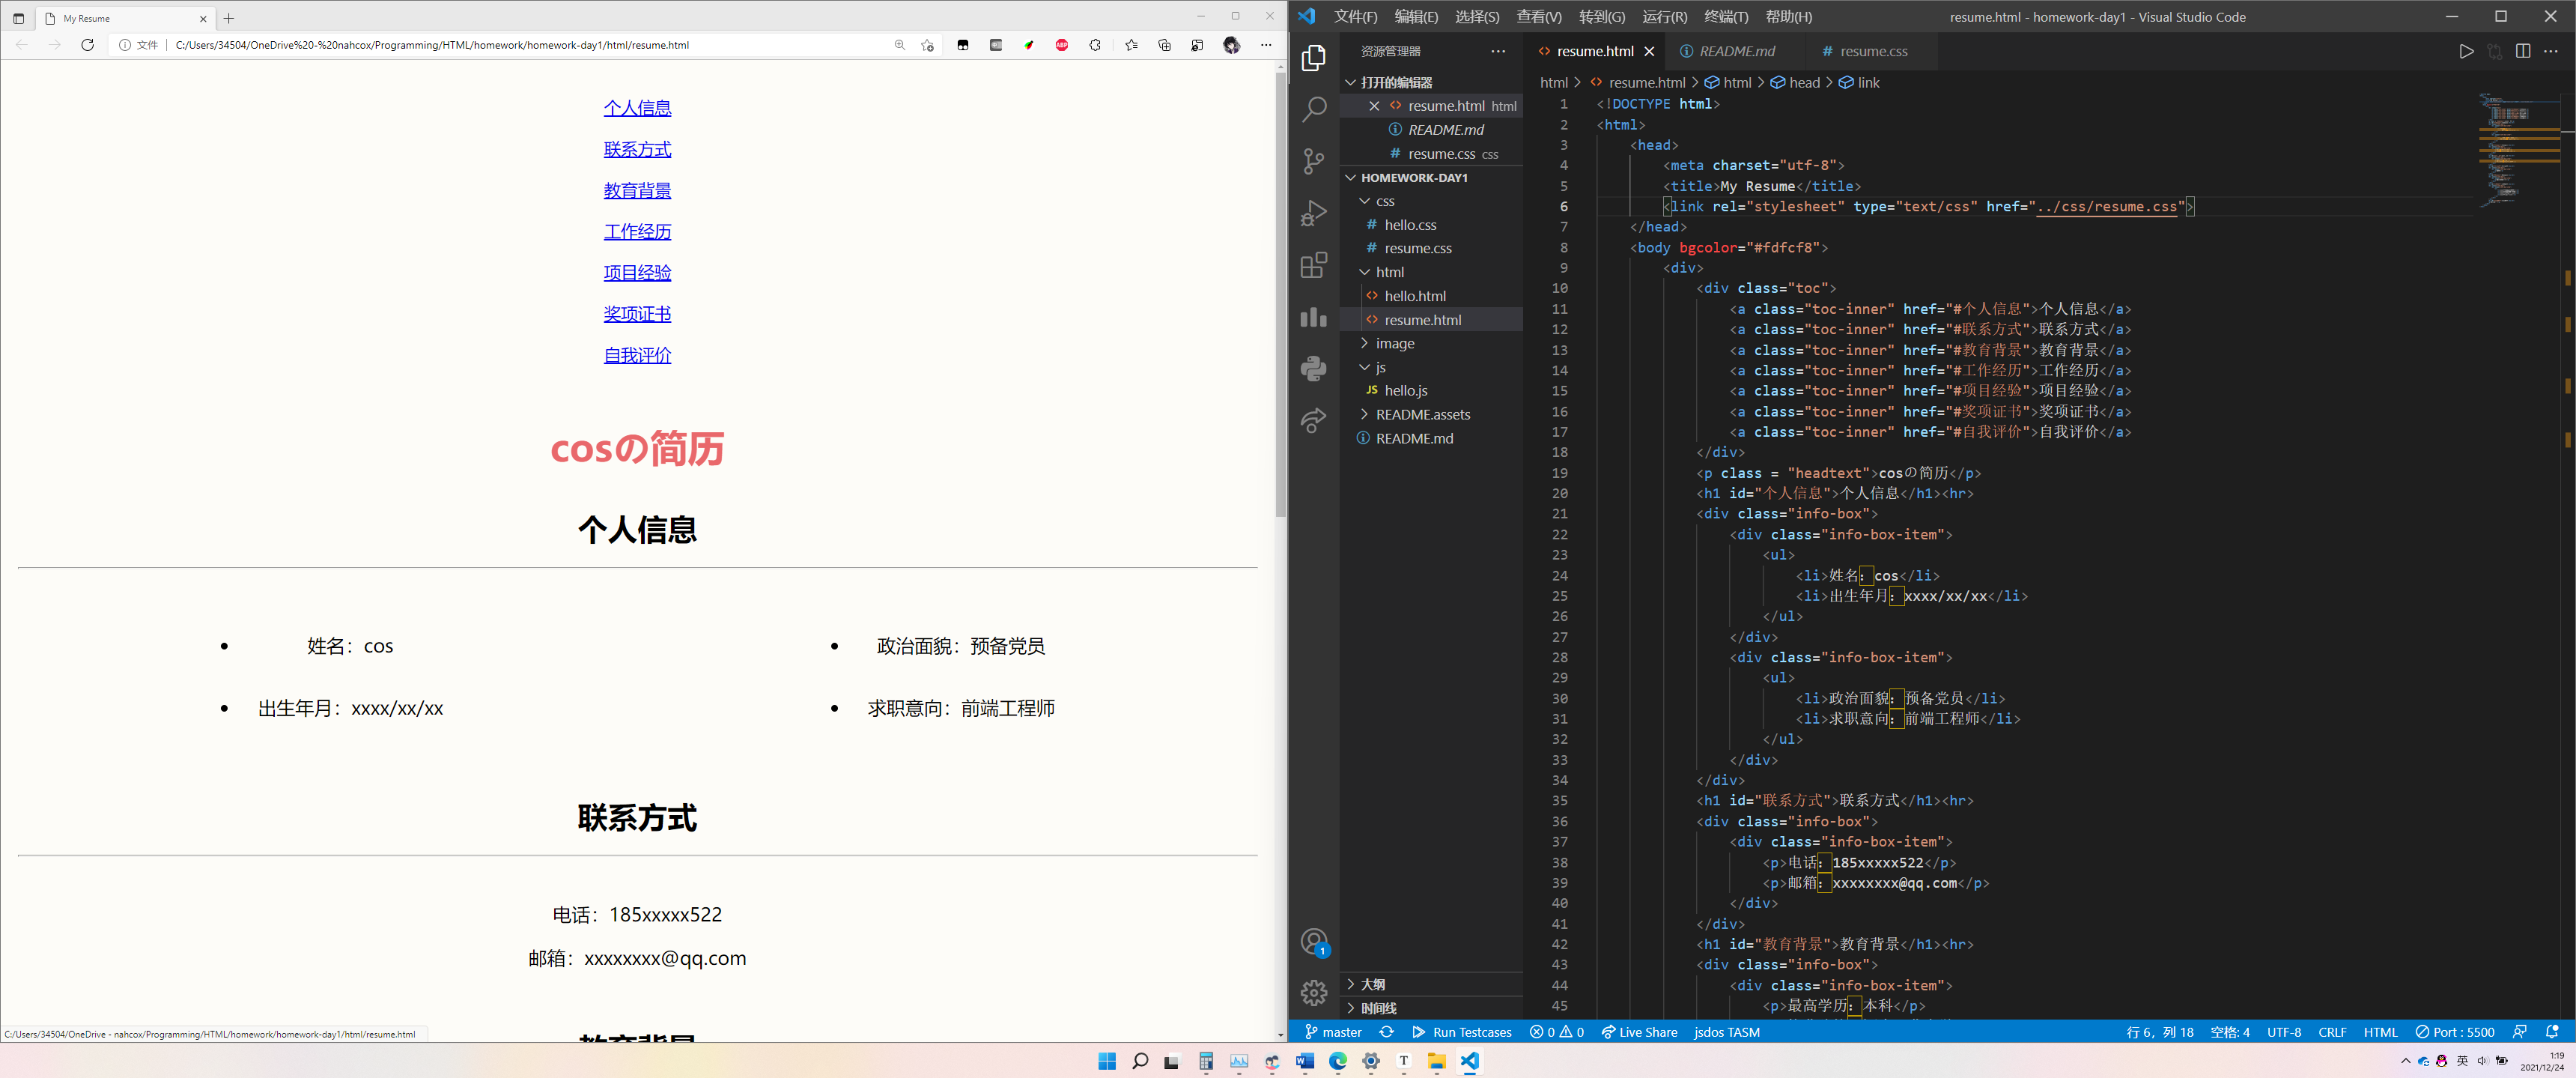 My Resume
文件
C:/Users/34504/OneDrive%20-%20nahcox/Programming/HTML/homework/homework-day1/html/resume.html
ABP
个人信息
联系方式
教育背景
工作经历
项目经验
奖项证书
自我评价
cosの简历
个人信息
姓名：cos
政治面貌：预备党员
出生年月：xxxx/xx/xx
求职意向：前端工程师
联系方式
电话：185xxxxx522
邮箱：xxxxxxxx@qq.com
教育背景
C:/Users/34504/OneDrive - nahcox/Programming/HTML/homework/homework-day1/html/resume.html
文件(F) 编辑(E) 选择(S) 查看(V) 转到(G) 运行(R) 终端(T) 帮助(H)
resume.html - homework-day1 - Visual Studio Code
资源管理器
打开的编辑器
resume.html html
README.md
resume.css css
HOMEWORK-DAY1
css
hello.css
resume.css
html
hello.html
resume.html
image
js
JS hello.js
README.assets
README.md
大纲
时间线
1
resume.html
README.md
resume.css
html > resume.html > html > head > link
1 <!DOCTYPE html>
2 <html>
3 <head>
4 <meta charset="utf-8">
5 <title>My Resume</title>
6 <link rel="stylesheet" type="text/css" href="../css/resume.css">
7 </head>
8 <body bgcolor="#fdfcf8">
9 <div>
10 <div class="toc">
11 <a class="toc-inner" href="#个人信息">个人信息</a>
12 <a class="toc-inner" href="#联系方式">联系方式</a>
13 <a class="toc-inner" href="#教育背景">教育背景</a>
14 <a class="toc-inner" href="#工作经历">工作经历</a>
15 <a class="toc-inner" href="#项目经验">项目经验</a>
16 <a class="toc-inner" href="#奖项证书">奖项证书</a>
17 <a class="toc-inner" href="#自我评价">自我评价</a>
18 </div>
19 <p class = "headtext">cosの简历</p>
20 <h1 id="个人信息">个人信息</h1><hr>
21 <div class="info-box">
22 <div class="info-box-item">
23 <ul>
24 <li>姓名：cos</li>
25 <li>出生年月：xxxx/xx/xx</li>
26 </ul>
27 </div>
28 <div class="info-box-item">
29 <ul>
30 <li>政治面貌：预备党员</li>
31 <li>求职意向：前端工程师</li>
32 </ul>
33 </div>
34 </div>
35 <h1 id="联系方式">联系方式</h1><hr>
36 <div class="info-box">
37 <div class="info-box-item">
38 <p>电话：185xxxxx522</p>
39 <p>邮箱：xxxxxxxx@qq.com</p>
40 </div>
41 </div>
42 <h1 id="教育背景">教育背景</h1><hr>
43 <div class="info-box">
44 <div class="info-box-item">
45 <p>最高学历：本科</p>
master Run Testcases 0 0 Live Share jsdos TASM
行 6，列 18 空格: 4 UTF-8 CRLF HTML Port : 5500
英
1:19
2021/12/24